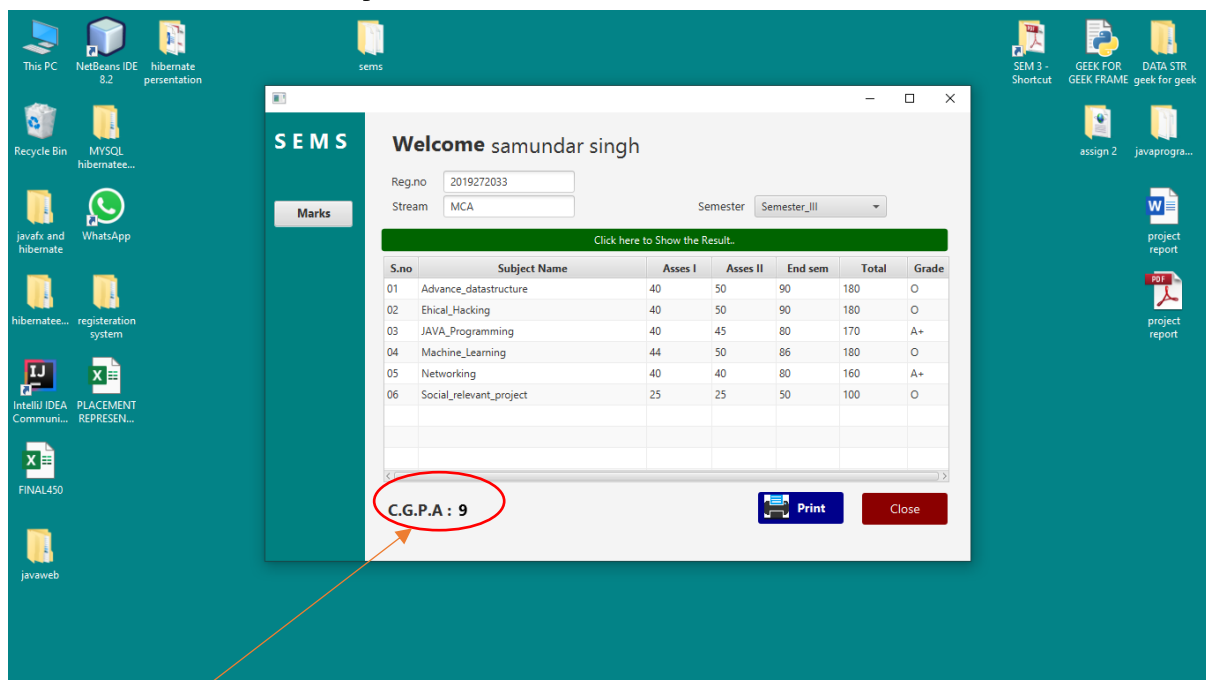 This PC
NetBeans IDE
8.2
hibernate
persentation
sems
SEM 3 -
Shortcut
GEEK FOR
GEEK FRAME
DATA STR
geek for geek
Recycle Bin
MYSQL
hibernatee...
assign 2
javaprogra...
javafx and
hibernate
WhatsApp
project
report
hibernatee...
registeration
system
PDF
project
report
IntelliJ IDEA
Communi...
PLACEMENT
REPRESEN...
FINAL450
javaweb
S E M S
Marks
Welcome samundar singh
Reg.no 2019272033
Stream MCA Semester Semester_III
Click here to Show the Result..
S.no Subject Name Asses I Asses II End sem Total Grade
01 Advance_datastructure 40 50 90 180 O
02 Ehical_Hacking 40 50 90 180 O
03 JAVA_Programming 40 45 80 170 A+
04 Machine_Learning 44 50 86 180 O
05 Networking 40 40 80 160 A+
06 Social_relevant_project 25 25 50 100 O
C.G.P.A : 9 Print Close